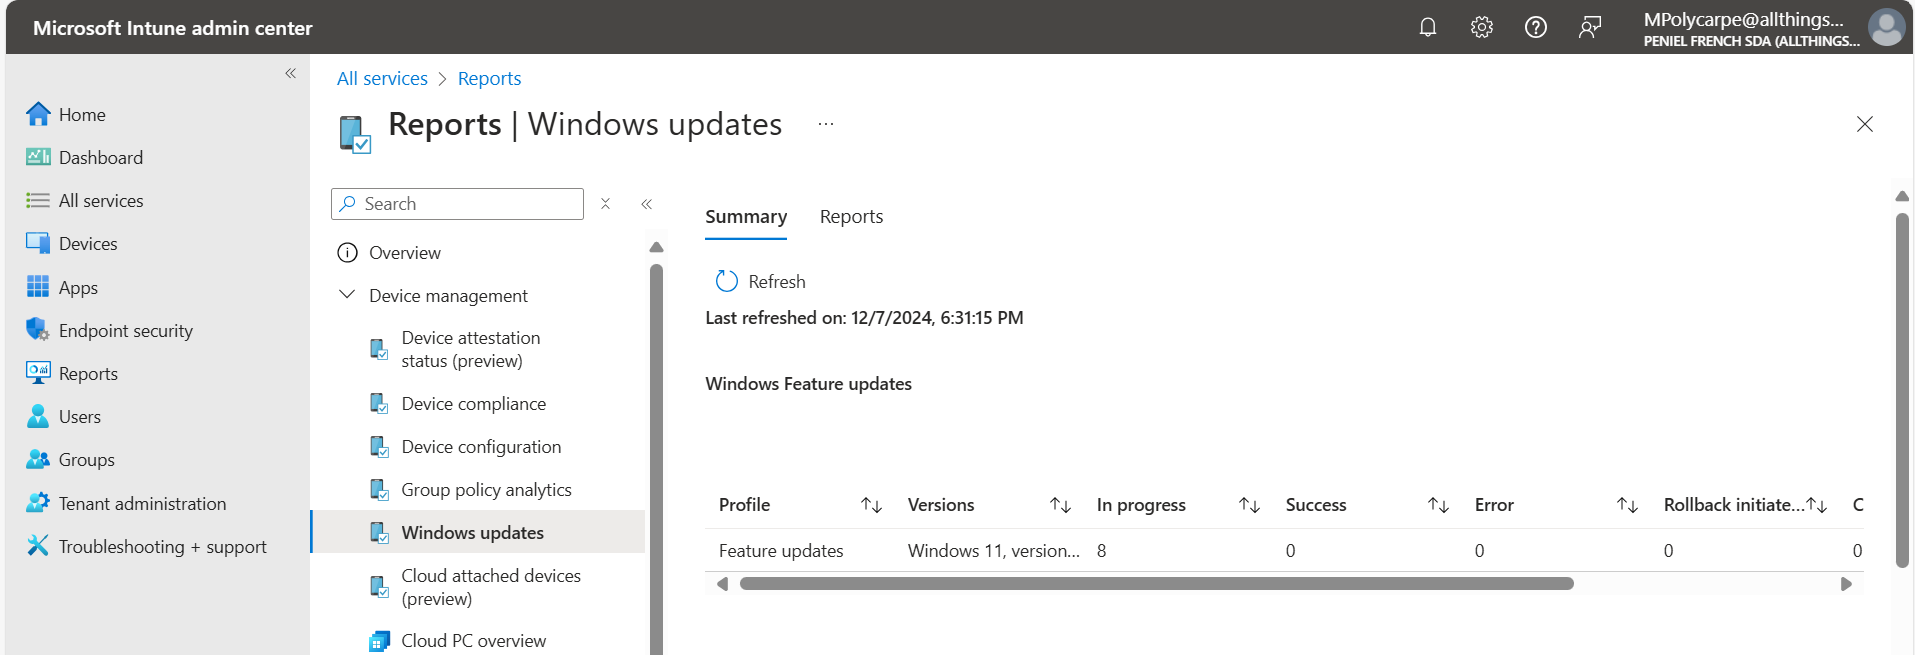 Microsoft Intune admin center
MPolycarpe@allthings...
PENIEL FRENCH SDA (ALLTHINGS...
Home
Dashboard
All services
Devices
Apps
Endpoint security
Reports
Users
Groups
Tenant administration
Troubleshooting + support
All services > Reports
Reports | Windows updates
Search
Overview
Device management
Device attestation
status (preview)
Device compliance
Device configuration
Group policy analytics
Windows updates
Cloud attached devices
(preview)
Cloud PC overview
Summary Reports
Refresh
Last refreshed on: 12/7/2024, 6:31:15 PM
Windows Feature updates
Profile Versions In progress Success Error Rollback initiate... C
Feature updates Windows 11, version... 8 0 0 0 0